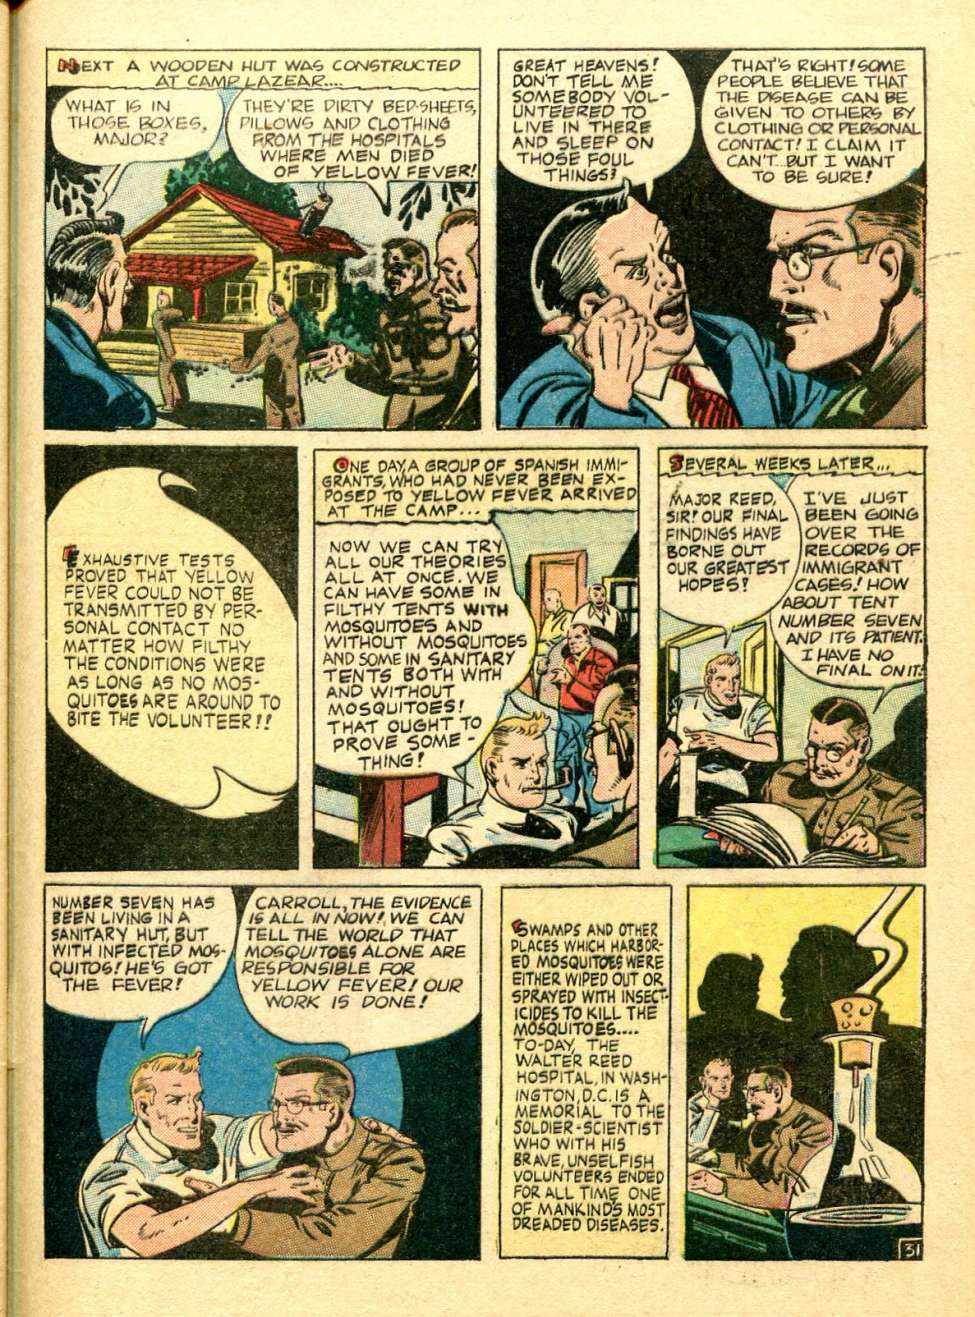 NEXT A WOODEN HUT WAS CONSTRUCTED
AT CAMP LAZEAR....
WHAT IS IN
THOSE BOXES,
MAJOR?
THEY'RE DIRTY BED-SHEETS,
PILLOWS AND CLOTHING
FROM THE HOSPITALS
WHERE MEN DIED
OF YELLOW FEVER!
GREAT HEAVENS!
DON'T TELL ME
SOMEBODY VOL-
UNTEERED TO
LIVE IN THERE
AND SLEEP ON
THOSE FOUL
THINGS?
THAT'S RIGHT! SOME
PEOPLE BELIEVE THAT
THE DISEASE CAN BE
GIVEN TO OTHERS BY
CLOTHING OR PERSONAL
CONTACT! I CLAIM IT
CAN'T.. BUT I WANT
TO BE SURE!
EXHAUSTIVE TESTS
PROVED THAT YELLOW
FEVER COULD NOT BE
TRANSMITTED BY PER-
SONAL CONTACT NO
MATTER HOW FILTHY
THE CONDITIONS WERE
AS LONG AS NO MOS-
QUITOES ARE AROUND TO
BITE THE VOLUNTEER!!
ONE DAY, A GROUP OF SPANISH IMMI-
GRANTS, WHO HAD NEVER BEEN EX-
POSED TO YELLOW FEVER ARRIVED
AT THE CAMP...
NOW WE CAN TRY
ALL OUR THEORIES
ALL AT ONCE. WE
CAN HAVE SOME IN
FILTHY TENTS WITH
MOSQUITOES AND
WITHOUT MOSQUITOES
AND SOME IN SANITARY
TENTS BOTH WITH
AND WITHOUT
MOSQUITOES!
THAT OUGHT TO
PROVE SOME-
THING!
SEVERAL WEEKS LATER...
MAJOR REED,
SIR! OUR FINAL
FINDINGS HAVE
BORNE OUT
OUR GREATEST
HOPES!
I'VE JUST
BEEN GOING
OVER THE
RECORDS OF
IMMIGRANT
CASES! HOW
ABOUT TENT
NUMBER SEVEN
AND ITS PATIENT.
I HAVE NO
FINAL ON IT!
NUMBER SEVEN HAS
BEEN LIVING IN A
SANITARY HUT, BUT
WITH INFECTED MOS-
QUITOS! HE'S GOT
THE FEVER!
CARROLL, THE EVIDENCE
IS ALL IN NOW!, WE CAN
TELL THE WORLD THAT
MOSQUITOES ALONE ARE
RESPONSIBLE FOR
YELLOW FEVER! OUR
WORK IS DONE!
SWAMPS AND OTHER
PLACES WHICH HARBOR-
ED MOSQUITOES WERE
EITHER WIPED OUT OR
SPRAYED WITH INSECT-
ICIDES TO KILL THE
MOSQUITOES....
TO-DAY, THE
WALTER REED
HOSPITAL, IN WASH-
INGTON, D.C. IS A
MEMORIAL TO THE
SOLDIER-SCIENTIST
WHO WITH HIS
BRAVE, UNSELFISH
VOLUNTEERS ENDED
FOR ALL TIME ONE
OF MANKIND'S MOST
DREADED DISEASES.
31